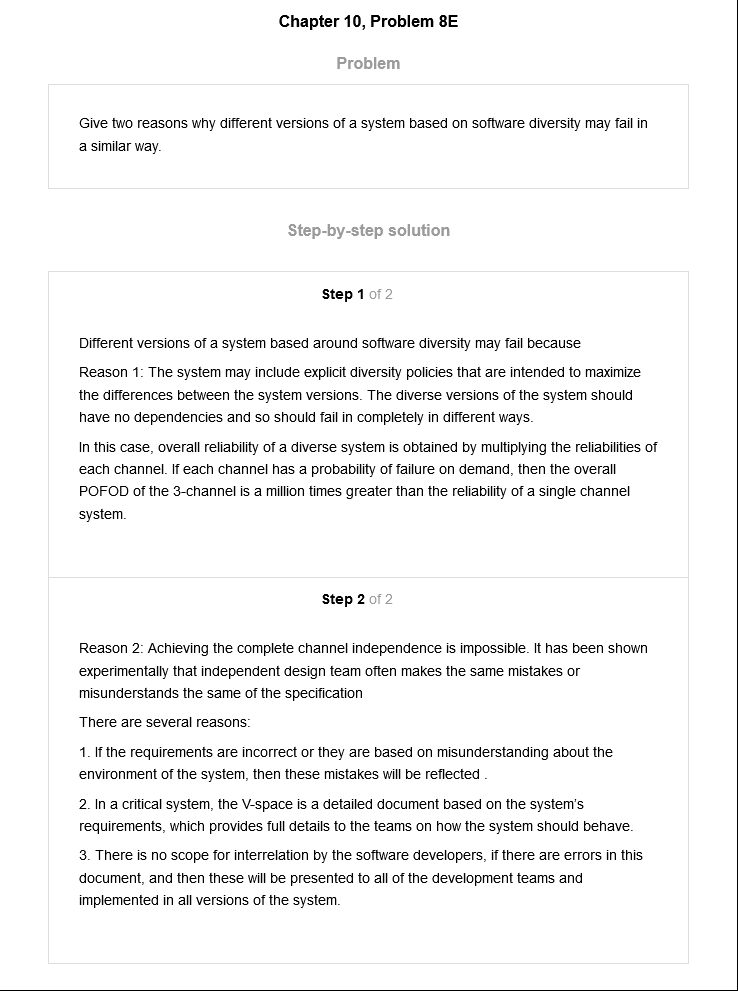 Chapter 10, Problem 8E
Problem
Give two reasons why different versions of a system based on software diversity may fail in
a similar way.
Step-by-step solution
Step 1 of 2
Different versions of a system based around software diversity may fail because
Reason 1: The system may include explicit diversity policies that are intended to maximize
the differences between the system versions. The diverse versions of the system should
have no dependencies and so should fail in completely in different ways.
In this case, overall reliability of a diverse system is obtained by multiplying the reliabilities of
each channel. If each channel has a probability of failure on demand, then the overall
POFOD of the 3-channel is a million times greater than the reliability of a single channel
system.
Step 2 of 2
Reason 2: Achieving the complete channel independence is impossible. It has been shown
experimentally that independent design team often makes the same mistakes or
misunderstands the same of the specification
There are several reasons:
1. If the requirements are incorrect or they are based on misunderstanding about the
environment of the system, then these mistakes will be reflected .
2. In a critical system, the V-space is a detailed document based on the system's
requirements, which provides full details to the teams on how the system should behave.
3. There is no scope for interrelation by the software developers, if there are errors in this
document, and then these will be presented to all of the development teams and
implemented in all versions of the system.